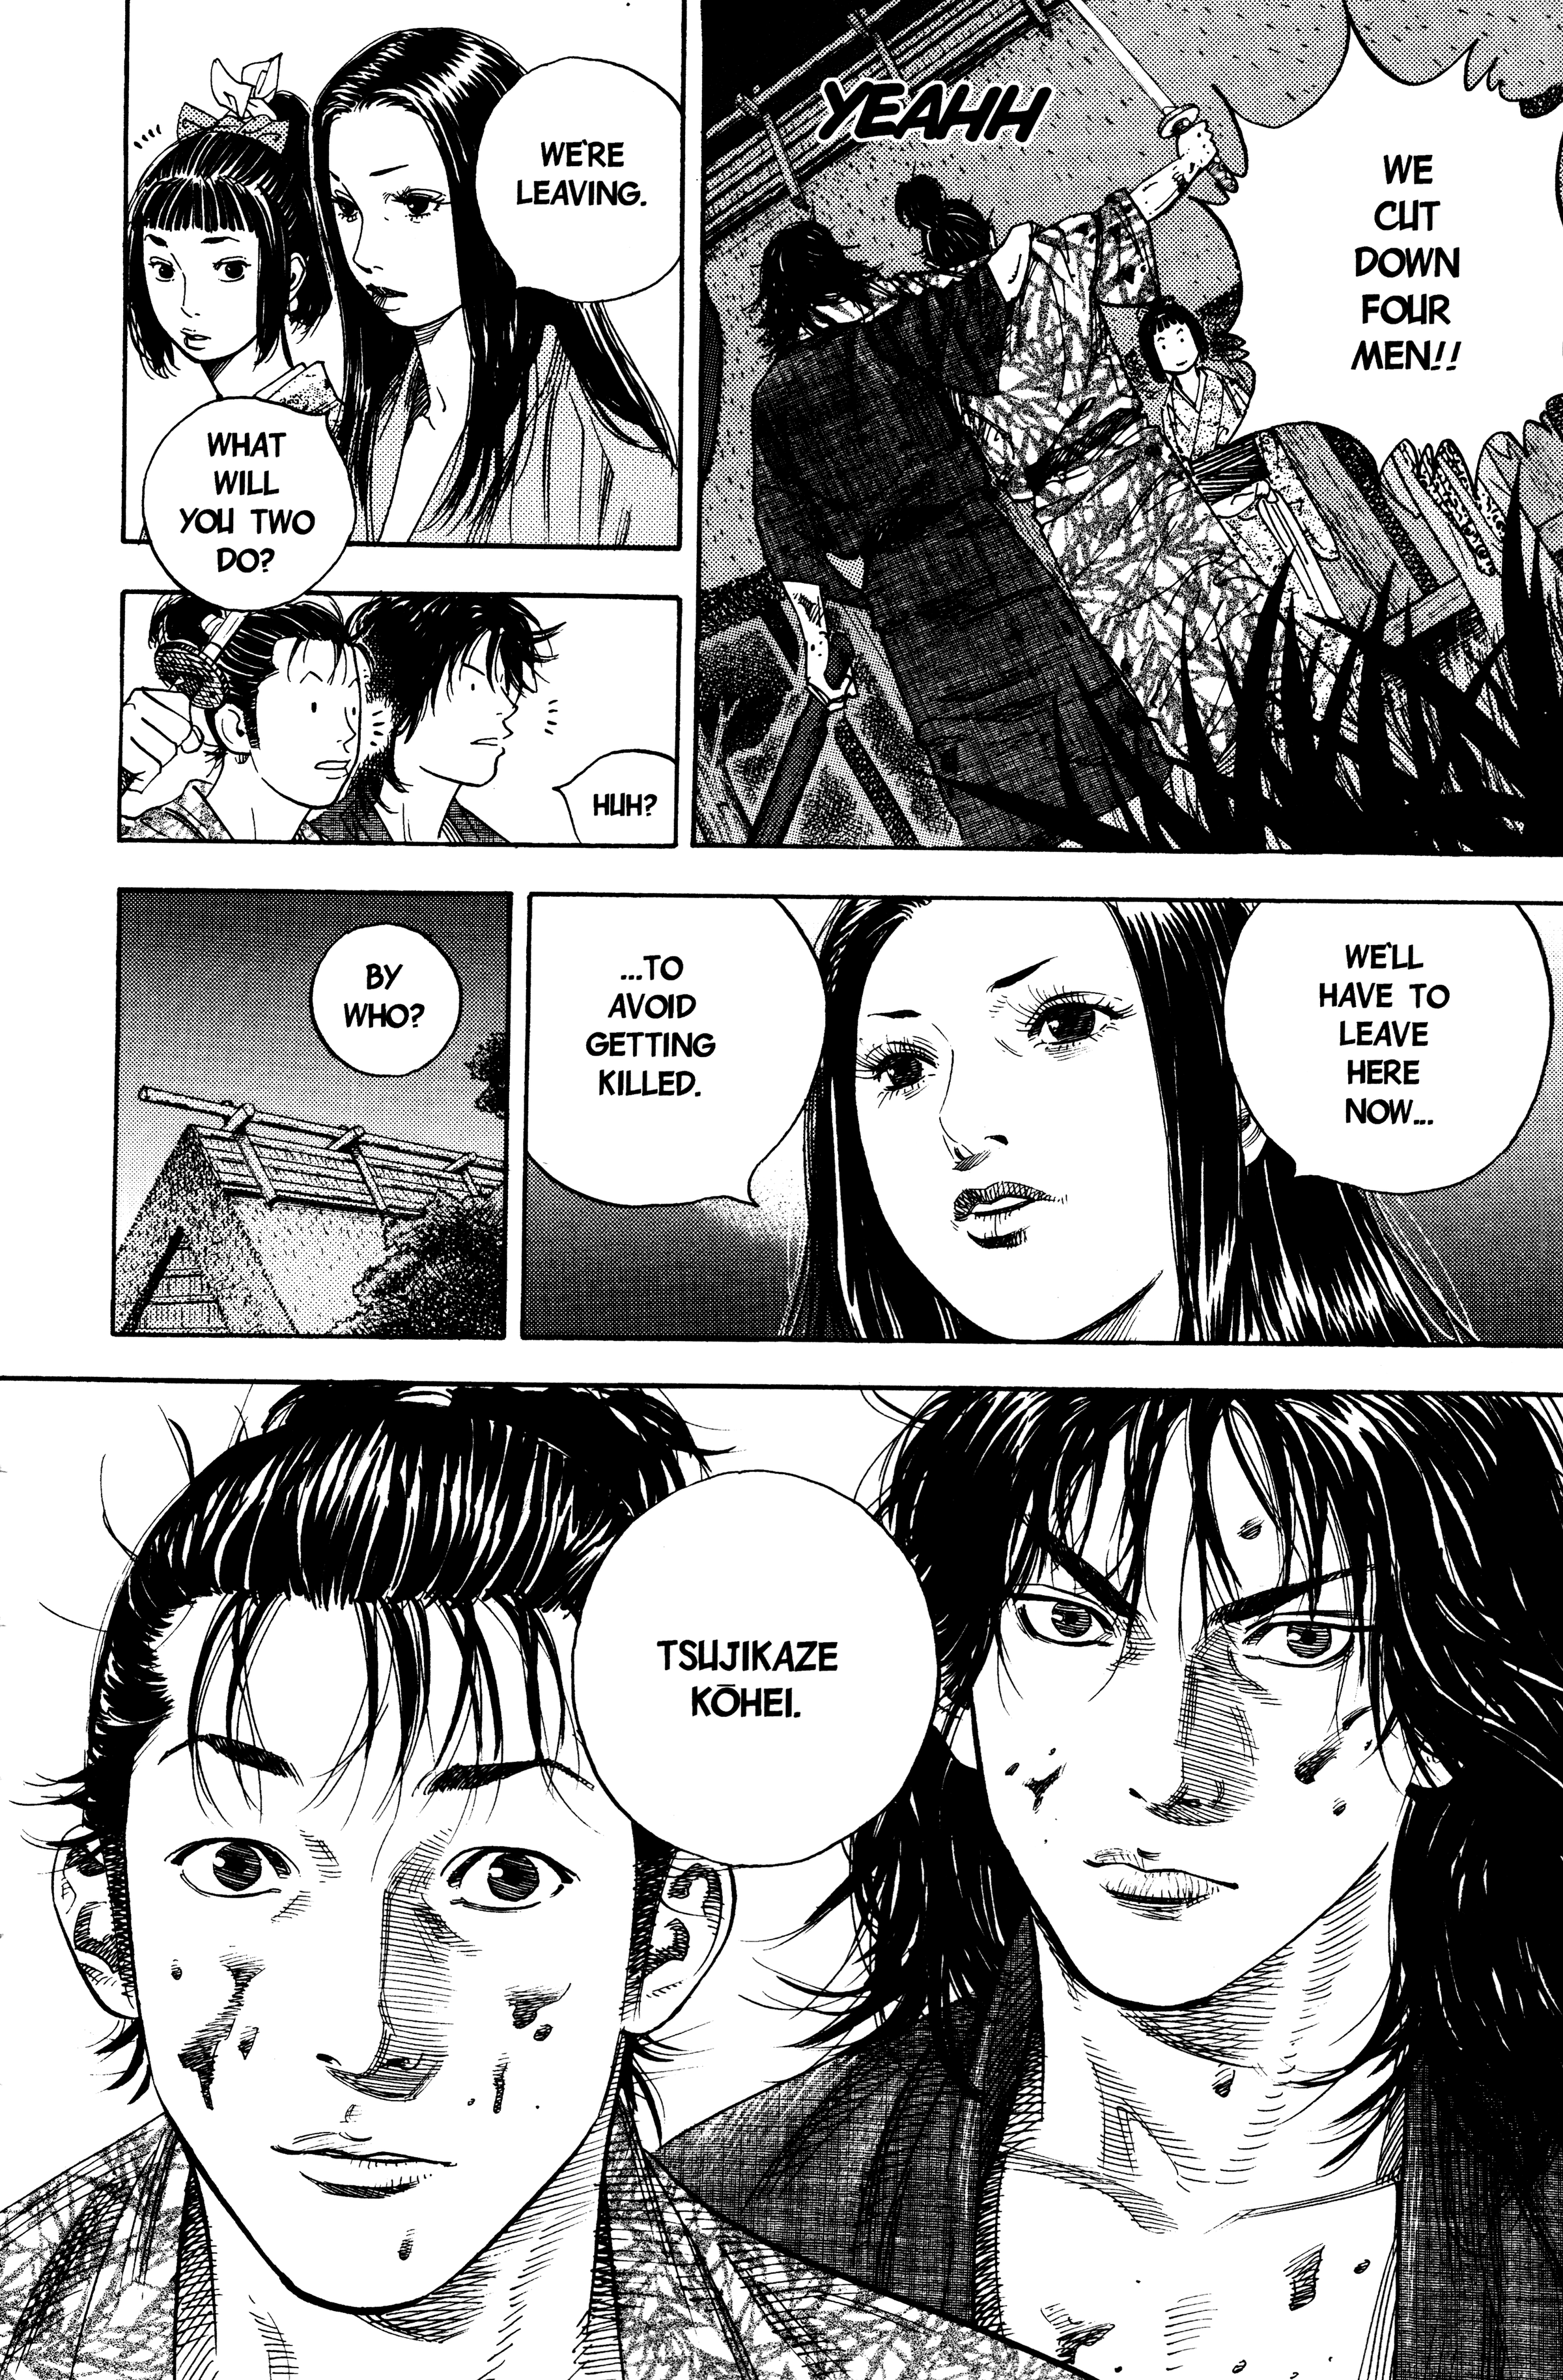 WE
CUT
DOWN
FOUR
MEN!!
YEAHH
WE'RE
LEAVING.
WHAT
WILL
YOU TWO
DO?
HUH?
WE'LL
HAVE TO
LEAVE
HERE
NOW...
...TO
AVOID
GETTING
KILLED.
BY
WHO?
TSUJIKAZE
KŌHEI.